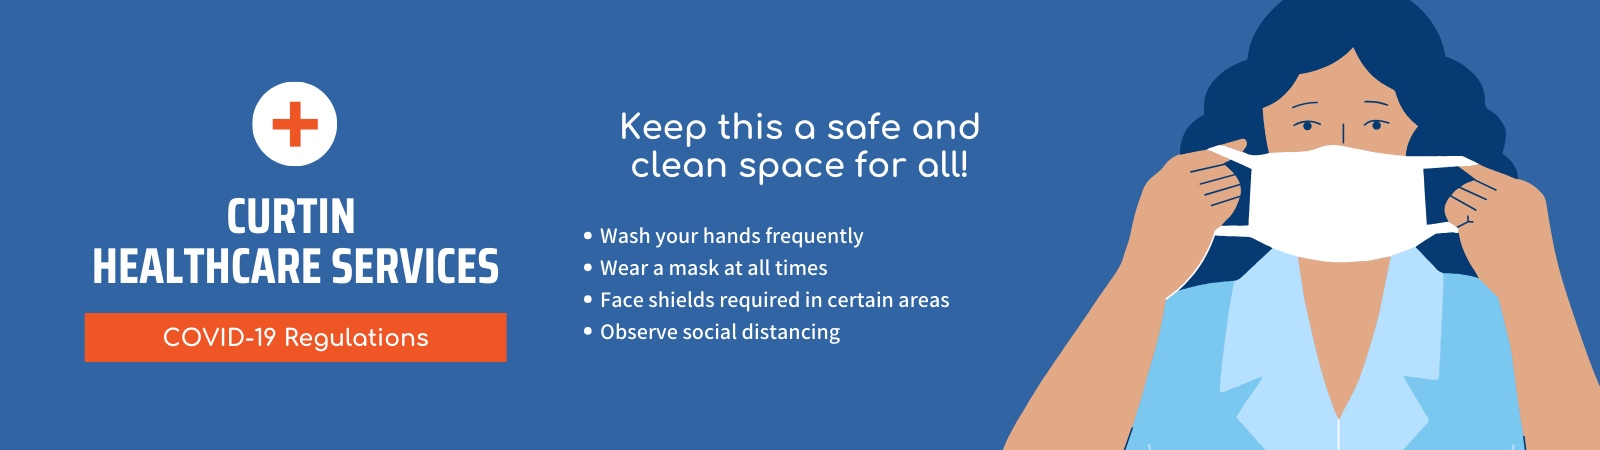 CURTIN
HEALTHCARE SERVICES
COVID-19 Regulations
Keep this a safe and
clean space for all!
• Wash your hands frequently
• Wear a mask at all times
• Face shields required in certain areas
• Observe social distancing